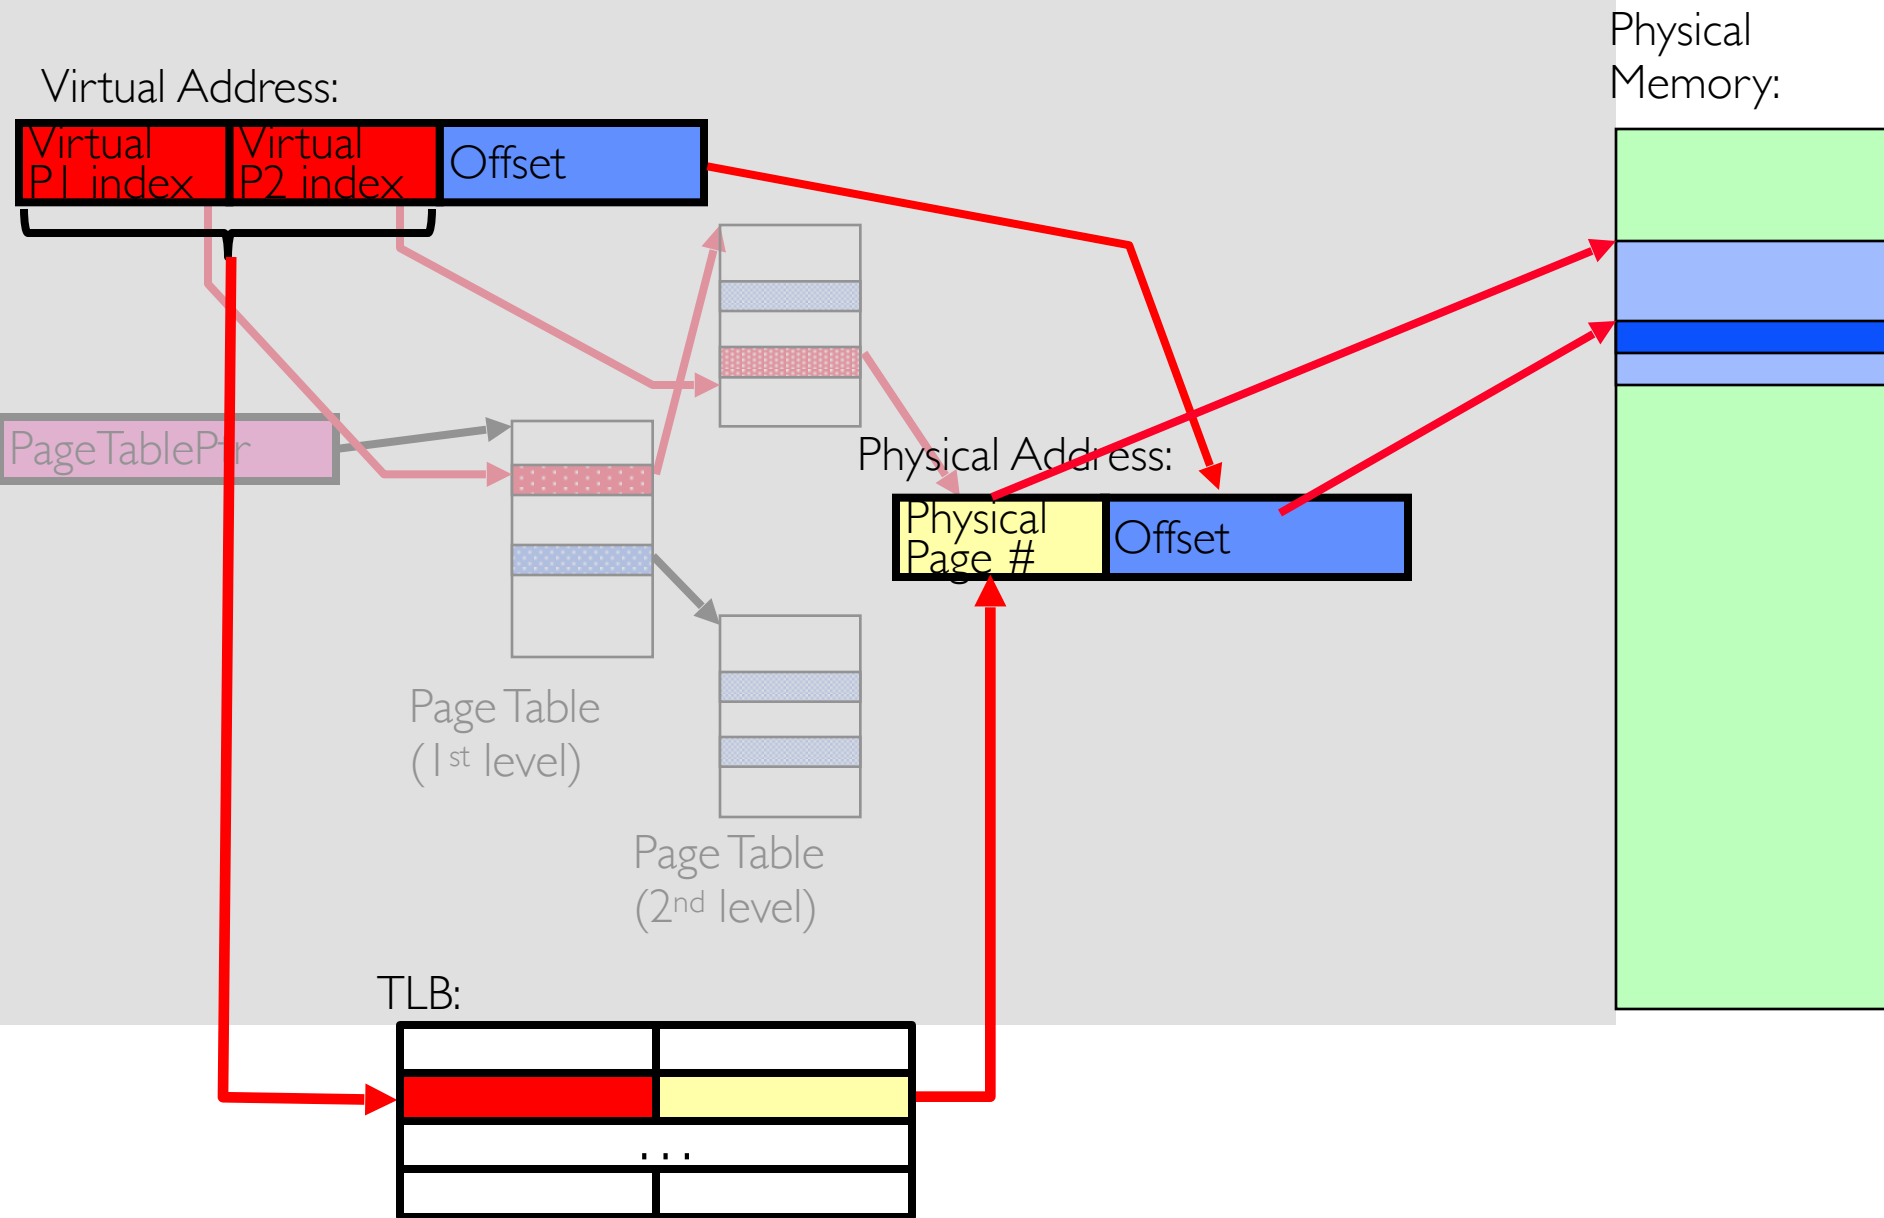 Physical
Memory:
Virtual Address:
Virtual
P1 index
Virtual
P2 index
Offset
PageTablePtr
Physical Address:
Physical
Page #
Offset
Page Table
(1st level)
Page Table
(2nd level)
TLB:
...